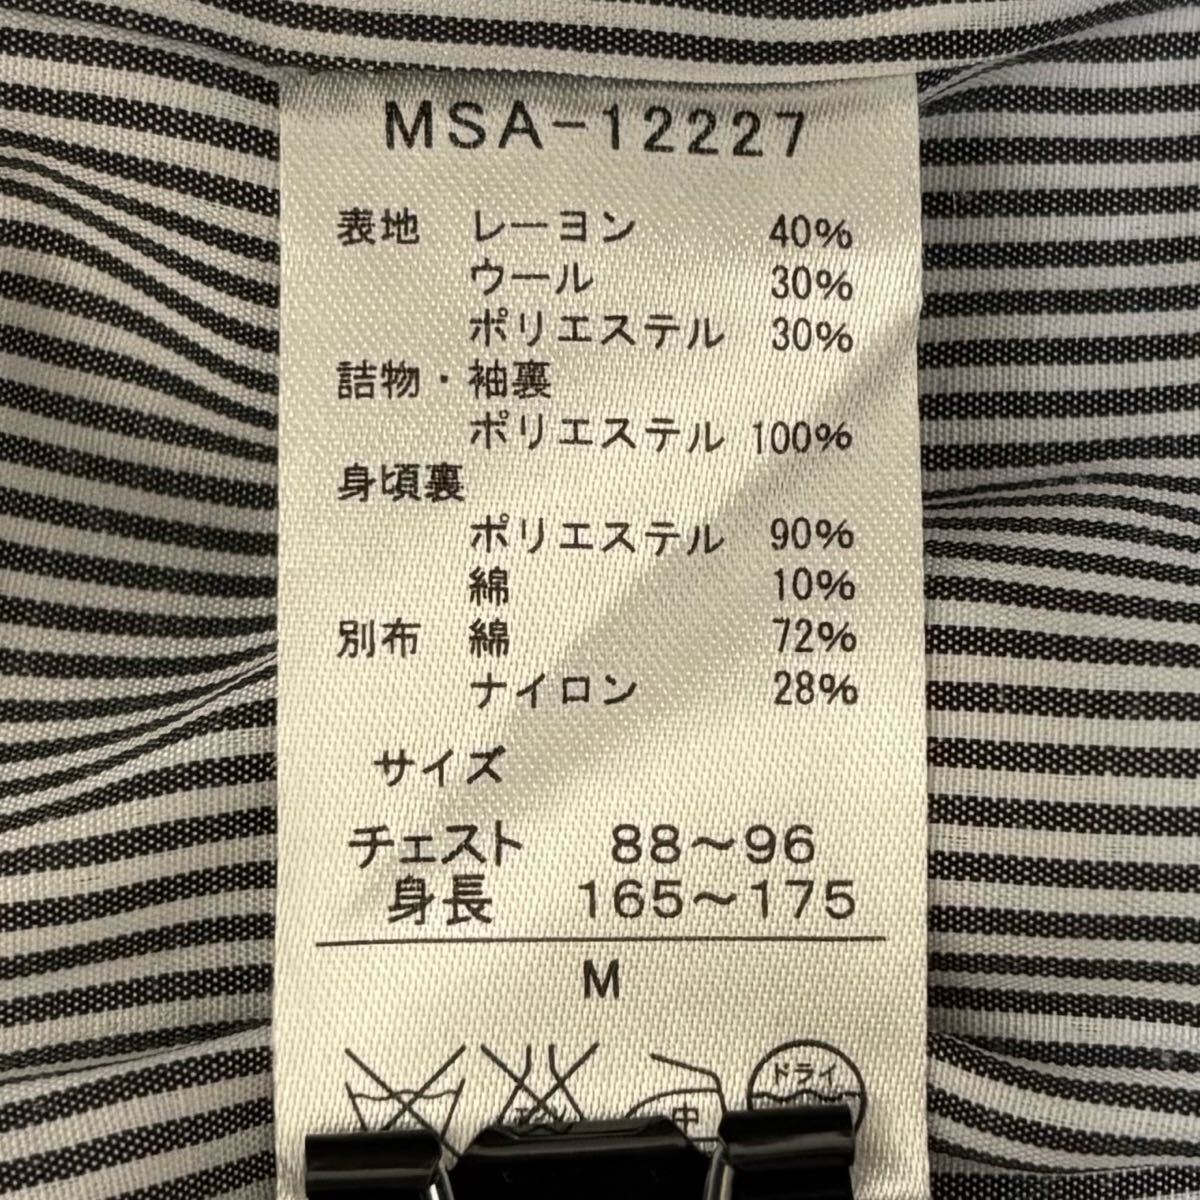 MSA-12227
表地 レーヨン 40%
ウール 30%
ポリエステル 30%
詰物・袖裏
ポリエステル 100%
身頃裏
ポリエステル 90%
綿 10%
別布 綿 72%
ナイロン 28%
サイズ
チェスト 88～96
身長 165～175
M
中 ドライ